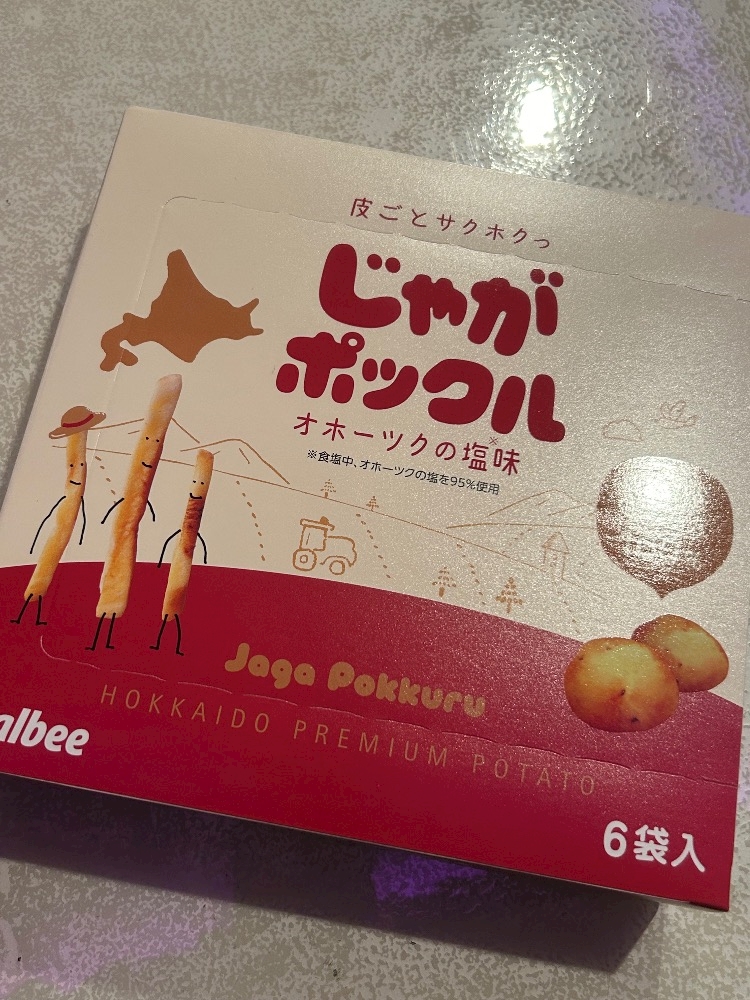 皮ごとサクホクっ
じゃが
ポックル
オホーツクの塩味
※
※食塩中、オホーツクの塩を95%使用
Jaga Pokkuru
HOKKAIDO PREMIUM POTATO
albee
6袋入